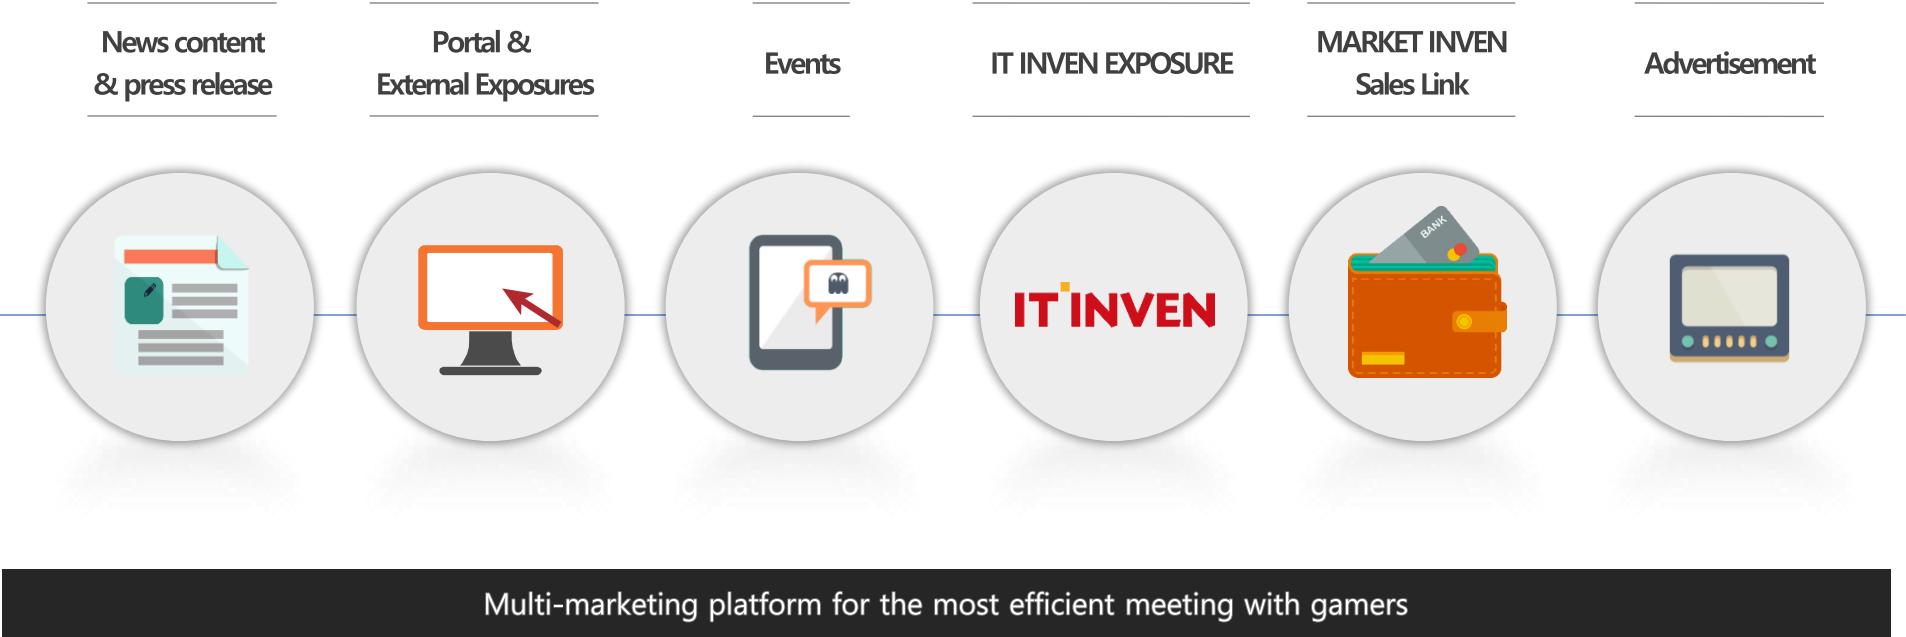 News content
& press release
Portal &
External Exposures
Events
IT INVEN EXPOSURE
MARKET INVEN
Sales Link
Advertisement
IT INVEN
BANK
Multi-marketing platform for the most efficient meeting with gamers